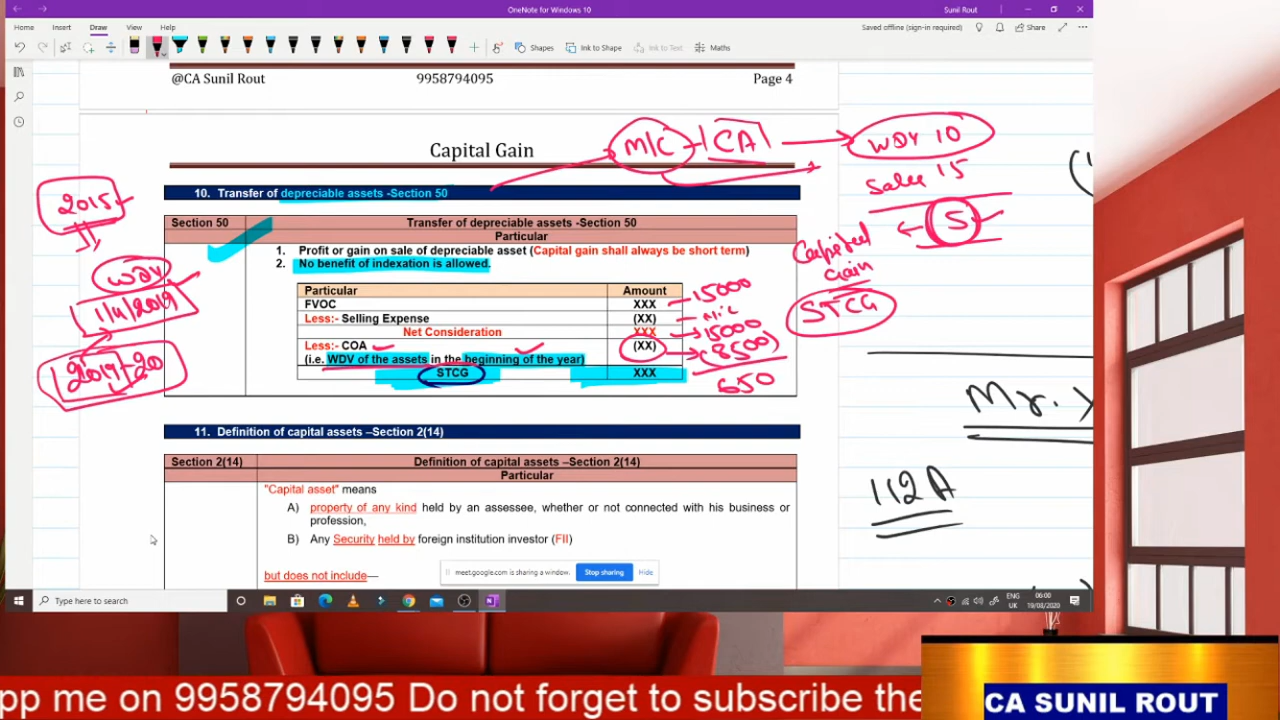 OneNote for Windows 10
Sunil Rout
Home Insert Draw View Help
Saved offline (sign-in required)
Share
Shapes
Ink to Shape
Ink to Text
Maths
@CA Sunil Rout 9958794095 Page 4
Capital Gain
M/C
CA
WDV 10
Sales 15
5
Capital
Gain
STCG
10. Transfer of depreciable assets -Section 50
2015
WDV
1/4/2019
2019-20
Section 50
Transfer of depreciable assets -Section 50
Particular
1. Profit or gain on sale of depreciable asset (Capital gain shall always be short term)
2. No benefit of indexation is allowed.
Particular Amount
FVOC XXX 15000
Less:- Selling Expense (XX)
Net Consideration XXX 15000
Less:- COA (XX) (8500)
(i.e. WDV of the assets in the beginning of the year)
STCG XXX 650
Mr. X
112A
11. Definition of capital assets –Section 2(14)
Section 2(14)
Definition of capital assets –Section 2(14)
Particular
"Capital asset" means
A) property of any kind held by an assessee, whether or not connected with his business or
profession,
B) Any Security held by foreign institution investor (FII)
but does not include—
meet.google.com is sharing a window.
Stop sharing
Hide
Type here to search
ENG
UK
06:00
19/08/2020
pp me on 9958794095 Do not forget to subscribe the
CA SUNIL ROUT